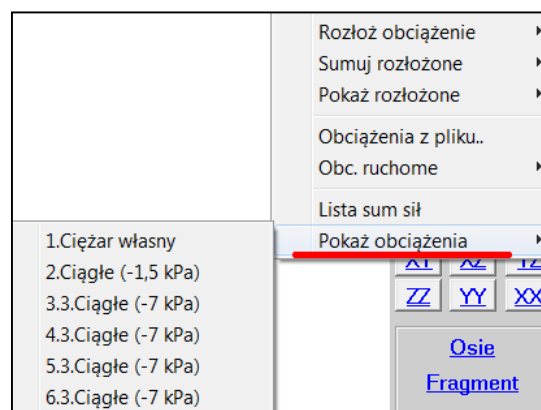 Rozłoż obciążenie
Sumuj rozłożone
Pokaż rozłożone
Obciążenia z pliku..
Obc. ruchome
Lista sum sił
Pokaż obciążenia
1.Ciężar własny
2.Ciągłe (-1,5 kPa)
3.3.Ciągłe (-7 kPa)
4.3.Ciągłe (-7 kPa)
5.3.Ciągłe (-7 kPa)
6.3.Ciągłe (-7 kPa)
ZZ YY XX
Osie
Fragment